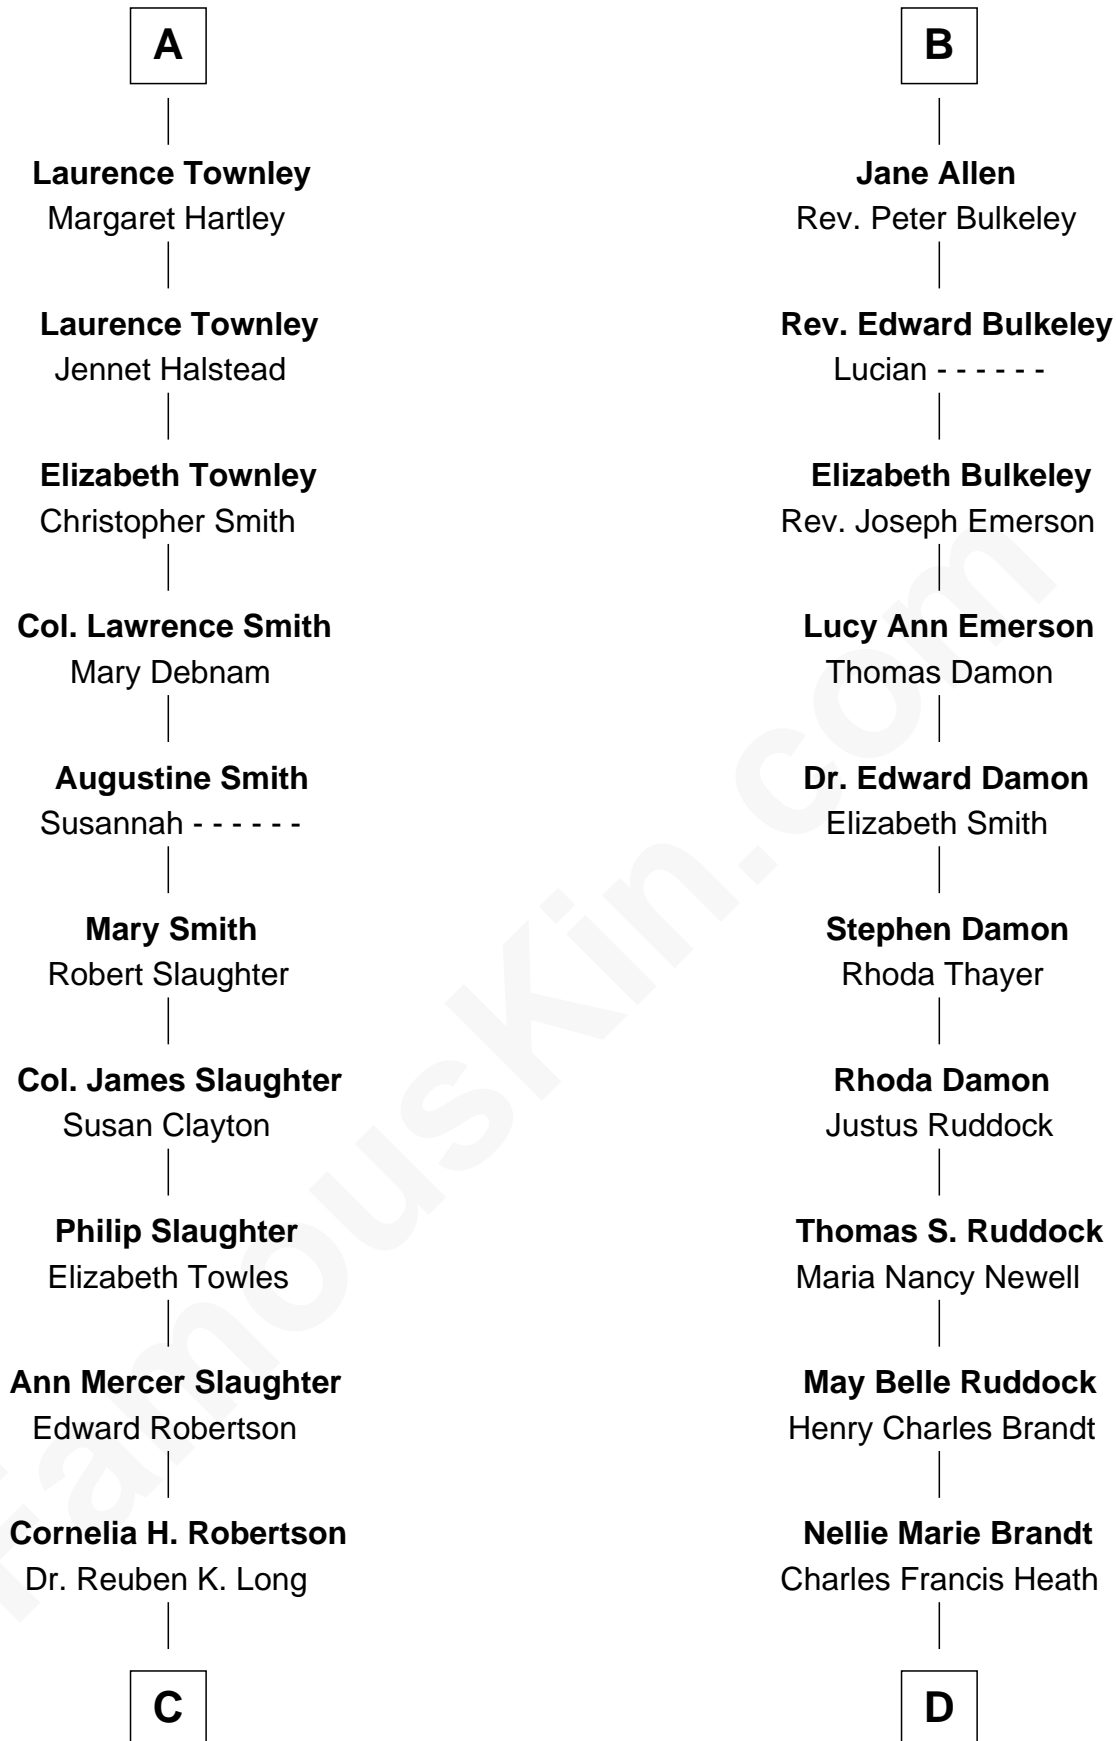 A
Laurence Townley
Margaret Hartley
Laurence Townley
Jennet Halstead
Elizabeth Townley
Christopher Smith
Col. Lawrence Smith
Mary Debnam
Augustine Smith
Susannah - - - - - -
Mary Smith
Robert Slaughter
Col. James Slaughter
Susan Clayton
Philip Slaughter
Elizabeth Towles
Ann Mercer Slaughter
Edward Robertson
Cornelia H. Robertson
Dr. Reuben K. Long
C
B
Jane Allen
Rev. Peter Bulkeley
Rev. Edward Bulkeley
Lucian - - - - - -
Elizabeth Bulkeley
Rev. Joseph Emerson
Lucy Ann Emerson
Thomas Damon
Dr. Edward Damon
Elizabeth Smith
Stephen Damon
Rhoda Thayer
Rhoda Damon
Justus Ruddock
Thomas S. Ruddock
Maria Nancy Newell
May Belle Ruddock
Henry Charles Brandt
Nellie Marie Brandt
Charles Francis Heath
D
FamousKin.com